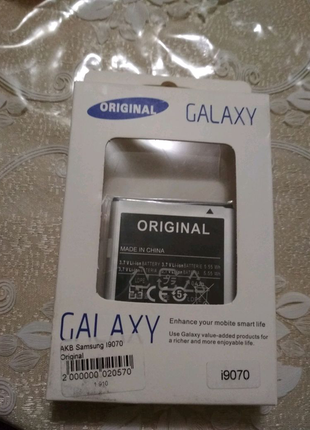 ORIGINAL
GALAXY
ORIGINAL
MADE IN CHINA
GALAXY
Enhance your mobile smart life
AKB Samsung I9070
Original
Use Galaxy value-added products for
a richer and more enjoyable life.
2 000000 020570
i9070